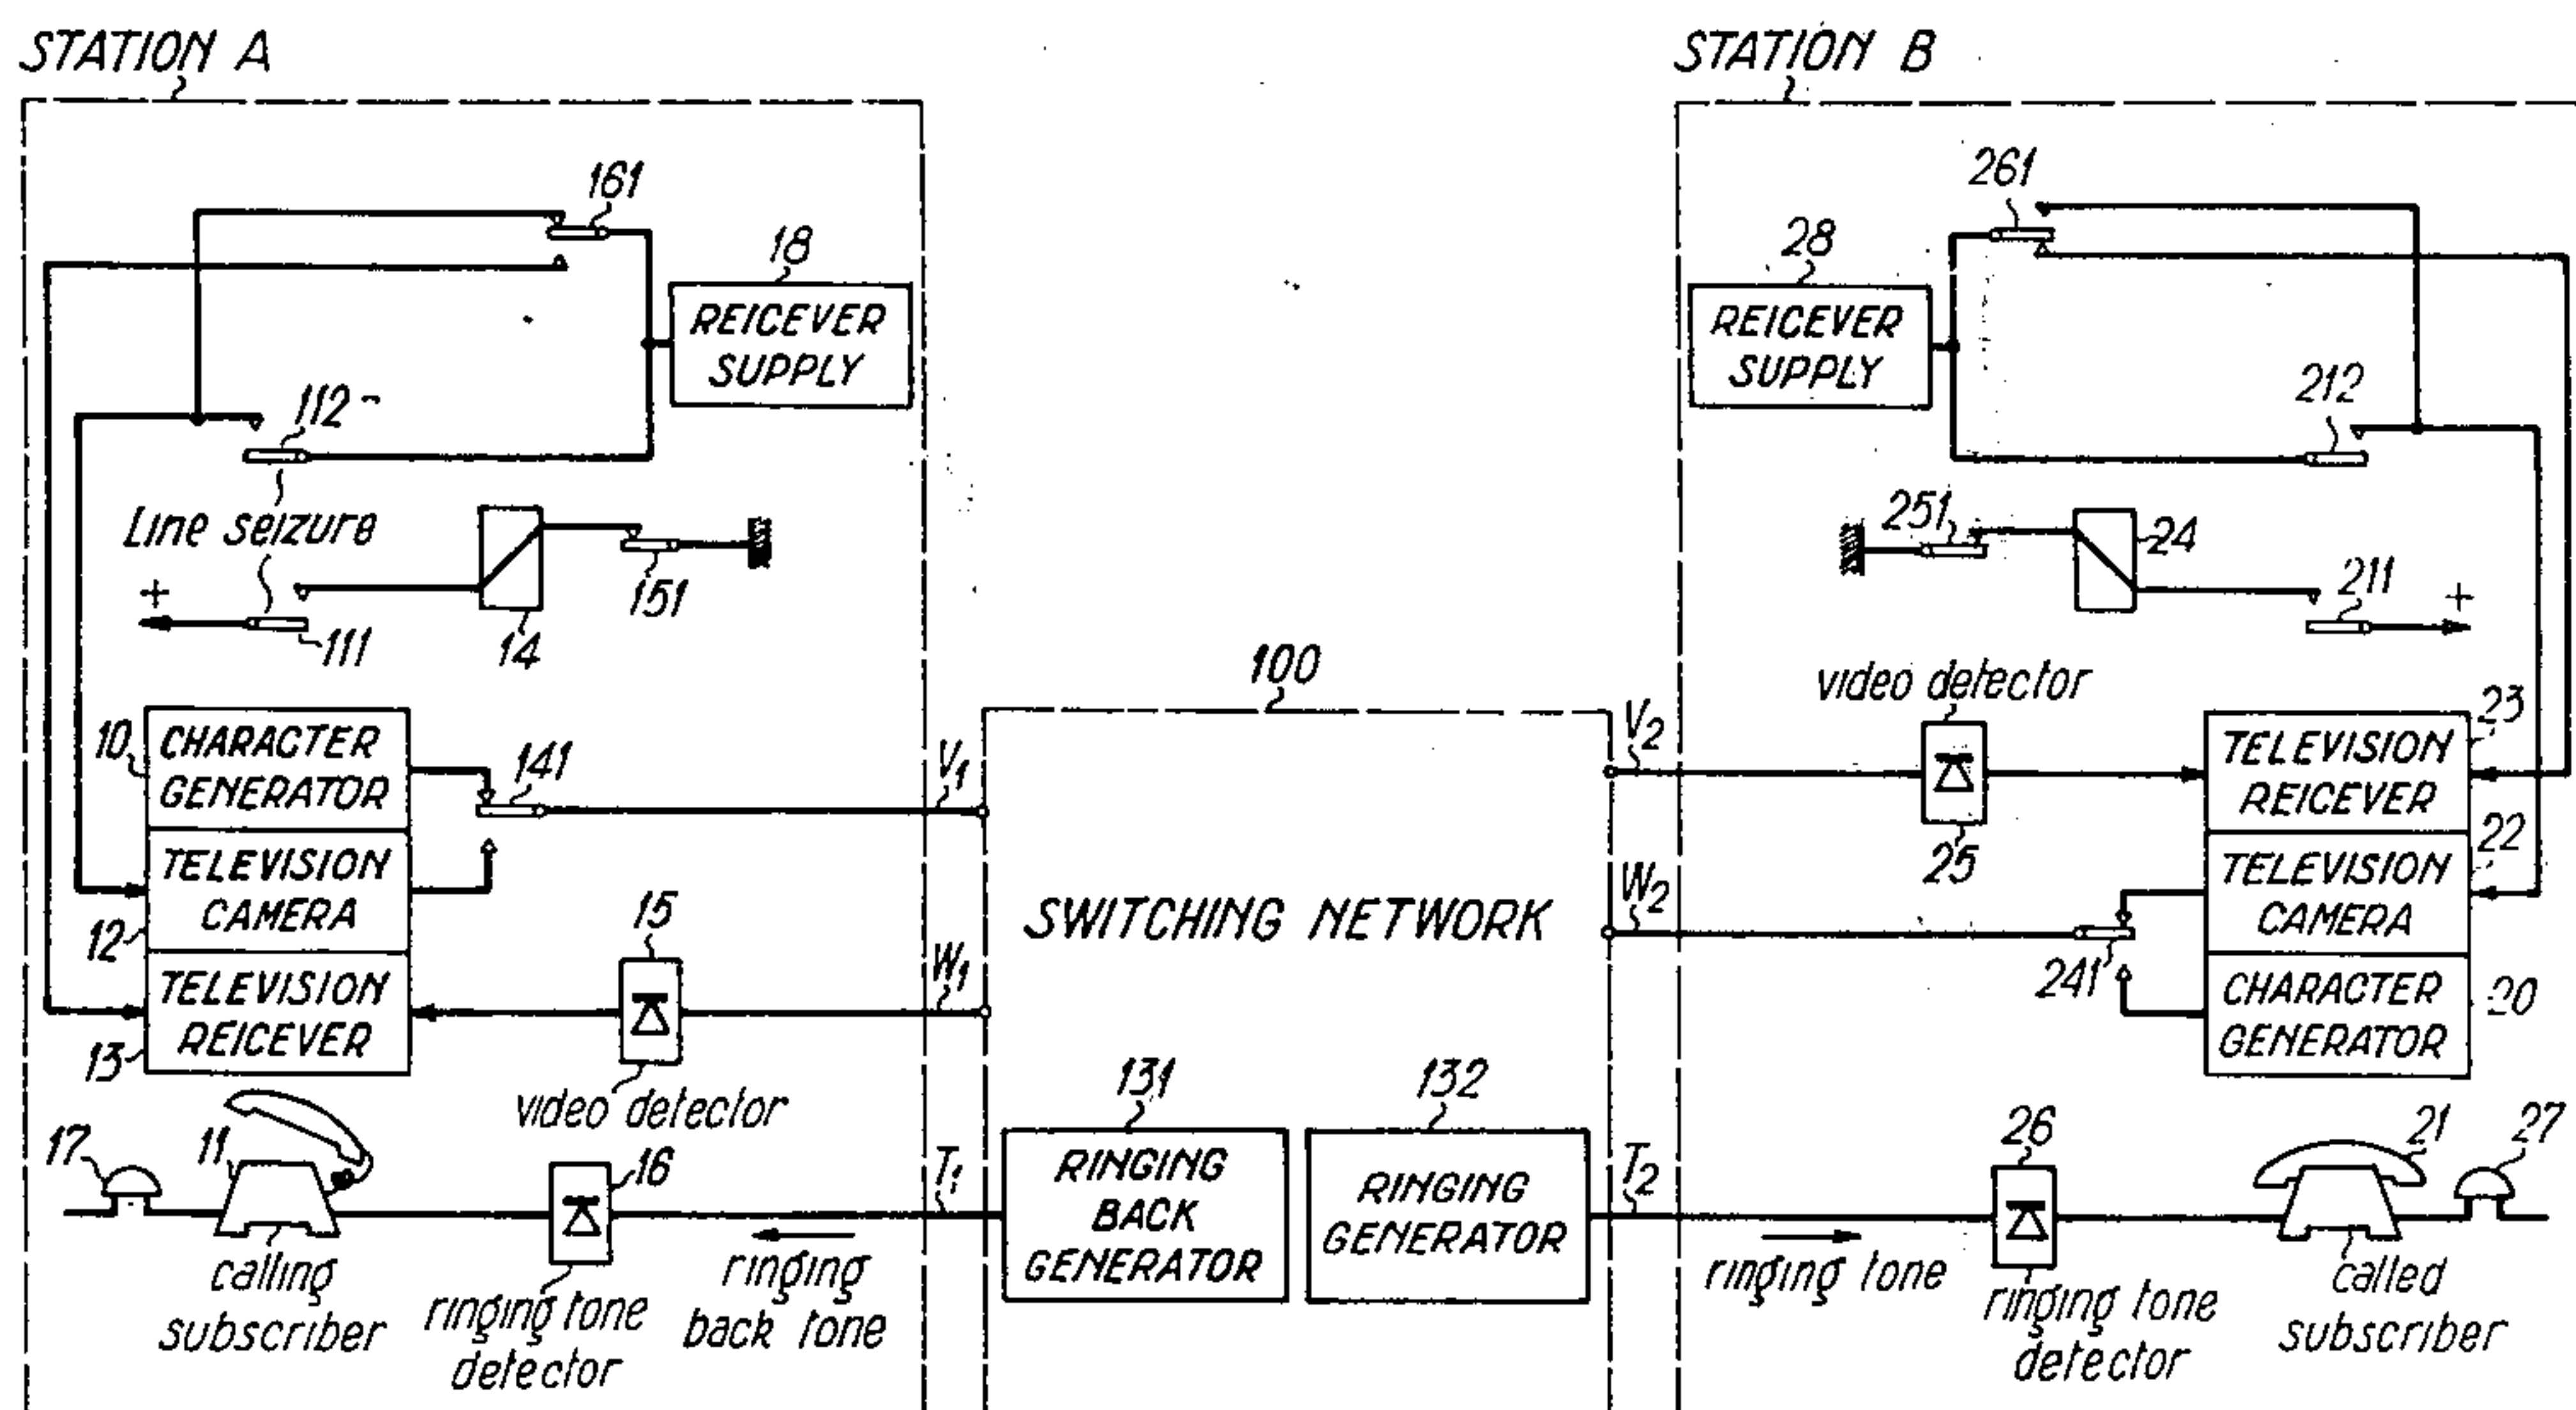 STATION A
STATION B
161
261
18
28
REICEVER
SUPPLY
REICEVER
SUPPLY
112
212
Line seizure
151
251
24
+
111
14
211
+
100
video detector
10
CHARACTER
GENERATOR
141
V1
V2
23
TELEVISION
REICEVER
25
TELEVISION
CAMERA
12
15
W1
W2
22
TELEVISION
CAMERA
SWITCHING NETWORK
TELEVISION
REICEVER
13
241
CHARACTER
GENERATOR
20
video detector
131
132
17
11
16
T1
RINGING
BACK
GENERATOR
RINGING
GENERATOR
T2
26
21
27
calling
subscriber
ringing tone
detector
ringing
back tone
ringing tone
ringing tone
detector
called
subscriber